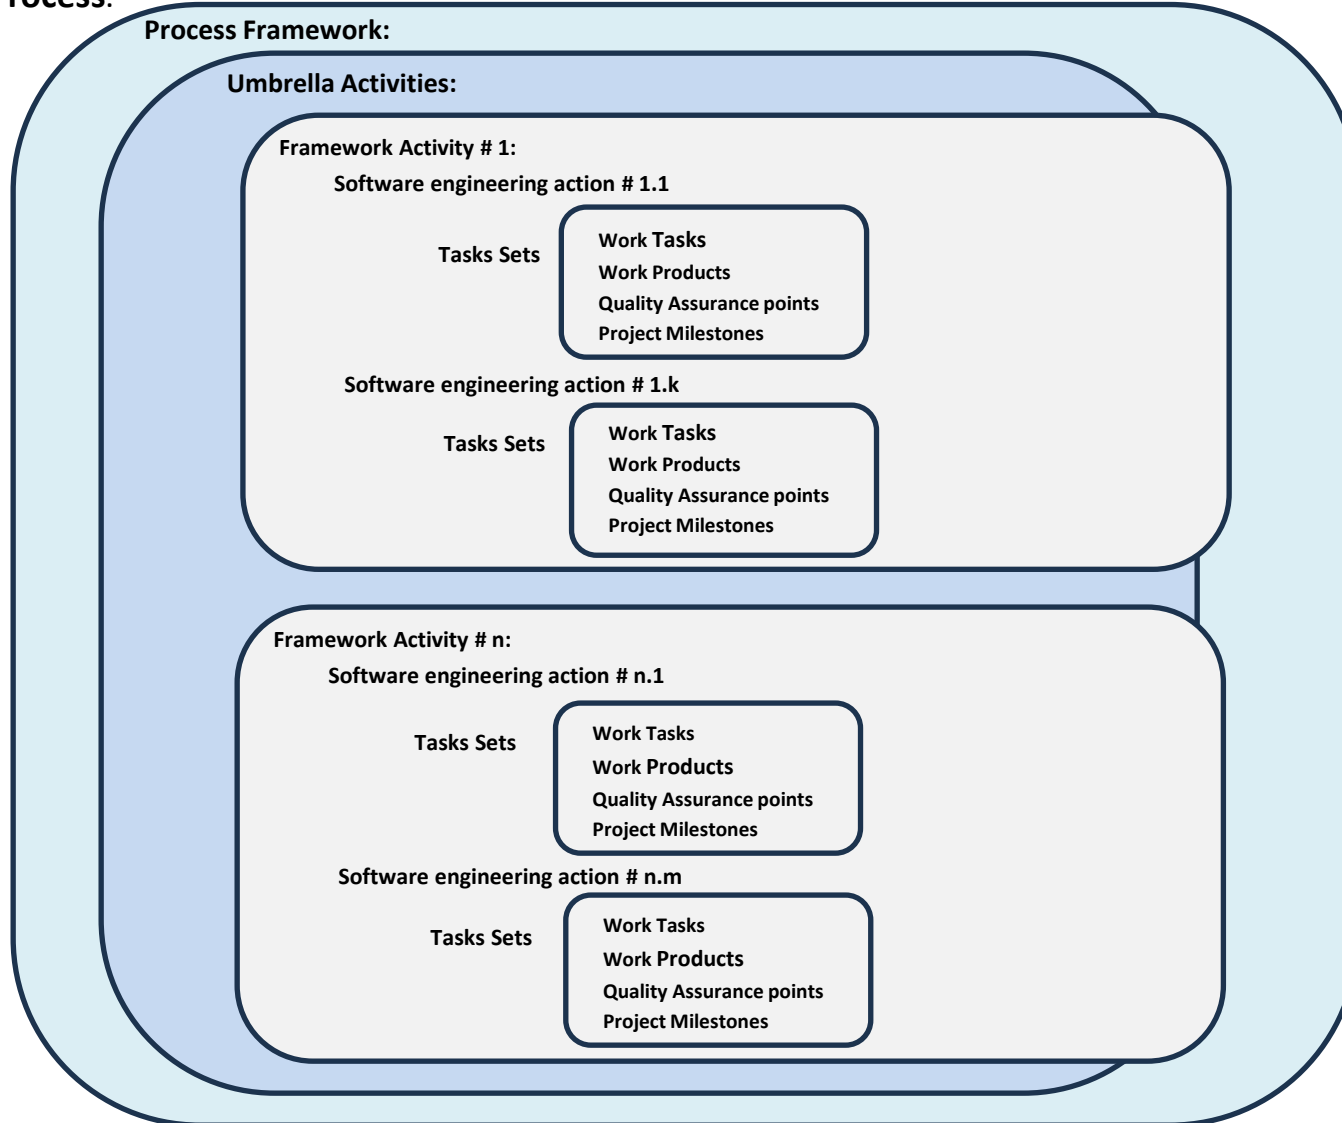 rocess.
Process Framework:
Umbrella Activities:
Framework Activity # 1:
Software engineering action # 1.1
Tasks Sets
Work Tasks
Work Products
Quality Assurance points
Project Milestones
Software engineering action # 1.k
Tasks Sets
Work Tasks
Work Products
Quality Assurance points
Project Milestones
Framework Activity # n:
Software engineering action # n.1
Tasks Sets
Work Tasks
Work Products
Quality Assurance points
Project Milestones
Software engineering action # n.m
Tasks Sets
Work Tasks
Work Products
Quality Assurance points
Project Milestones